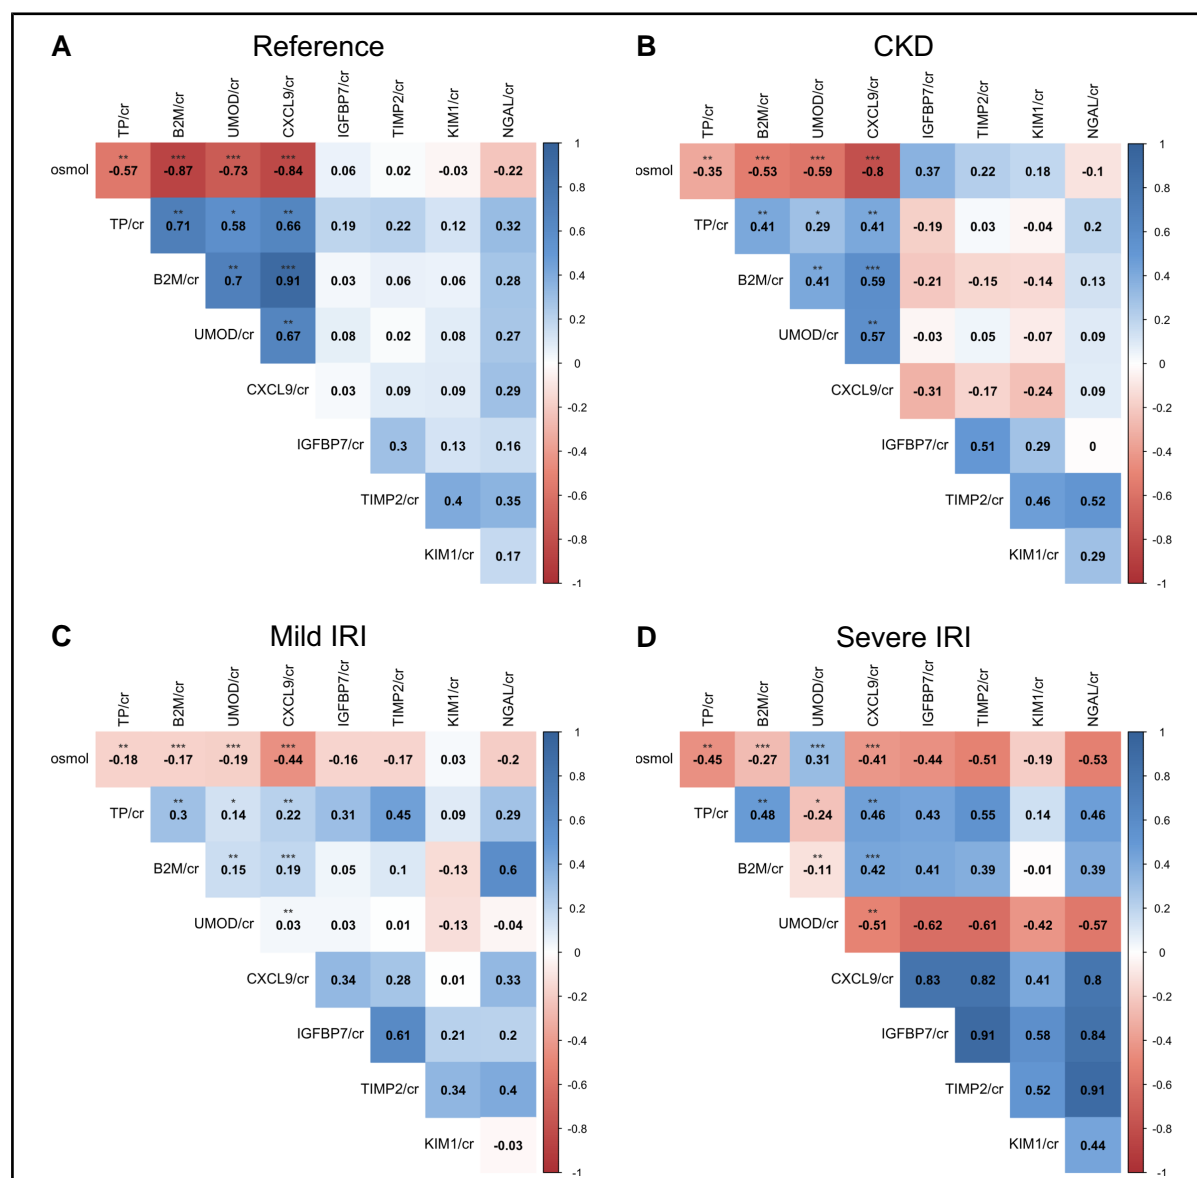 A Reference
TP/cr B2M/cr UMOD/cr CXCL9/cr IGFBP7/cr TIMP2/cr KIM1/cr NGAL/cr
** *** *** ***
osmol -0.57 -0.87 -0.73 -0.84 0.06 0.02 -0.03 -0.22
** * **
TP/cr 0.71 0.58 0.66 0.19 0.22 0.12 0.32
** ***
B2M/cr 0.7 0.91 0.03 0.06 0.06 0.28
**
UMOD/cr 0.67 0.08 0.02 0.08 0.27
CXCL9/cr 0.03 0.09 0.09 0.29
IGFBP7/cr 0.3 0.13 0.16
TIMP2/cr 0.4 0.35
KIM1/cr 0.17
1
0.8
0.6
0.4
0.2
0
-0.2
-0.4
-0.6
-0.8
-1
B CKD
TP/cr B2M/cr UMOD/cr CXCL9/cr IGFBP7/cr TIMP2/cr KIM1/cr NGAL/cr
** *** *** ***
osmol -0.35 -0.53 -0.59 -0.8 0.37 0.22 0.18 -0.1
** * **
TP/cr 0.41 0.29 0.41 -0.19 0.03 -0.04 0.2
** ***
B2M/cr 0.41 0.59 -0.21 -0.15 -0.14 0.13
**
UMOD/cr 0.57 -0.03 0.05 -0.07 0.09
CXCL9/cr -0.31 -0.17 -0.24 0.09
IGFBP7/cr 0.51 0.29 0
TIMP2/cr 0.46 0.52
KIM1/cr 0.29
1
0.8
0.6
0.4
0.2
0
-0.2
-0.4
-0.6
-0.8
-1
C Mild IRI
TP/cr B2M/cr UMOD/cr CXCL9/cr IGFBP7/cr TIMP2/cr KIM1/cr NGAL/cr
** *** *** ***
osmol -0.18 -0.17 -0.19 -0.44 -0.16 -0.17 0.03 -0.2
** * **
TP/cr 0.3 0.14 0.22 0.31 0.45 0.09 0.29
** ***
B2M/cr 0.15 0.19 0.05 0.1 -0.13 0.6
**
UMOD/cr 0.03 0.03 0.01 -0.13 -0.04
CXCL9/cr 0.34 0.28 0.01 0.33
IGFBP7/cr 0.61 0.21 0.2
TIMP2/cr 0.34 0.4
KIM1/cr -0.03
1
0.8
0.6
0.4
0.2
0
-0.2
-0.4
-0.6
-0.8
-1
D Severe IRI
TP/cr B2M/cr UMOD/cr CXCL9/cr IGFBP7/cr TIMP2/cr KIM1/cr NGAL/cr
** *** *** ***
osmol -0.45 -0.27 0.31 -0.41 -0.44 -0.51 -0.19 -0.53
** * **
TP/cr 0.48 -0.24 0.46 0.43 0.55 0.14 0.46
** ***
B2M/cr -0.11 0.42 0.41 0.39 -0.01 0.39
**
UMOD/cr -0.51 -0.62 -0.61 -0.42 -0.57
CXCL9/cr 0.83 0.82 0.41 0.8
IGFBP7/cr 0.91 0.58 0.84
TIMP2/cr 0.52 0.91
KIM1/cr 0.44
1
0.8
0.6
0.4
0.2
0
-0.2
-0.4
-0.6
-0.8
-1